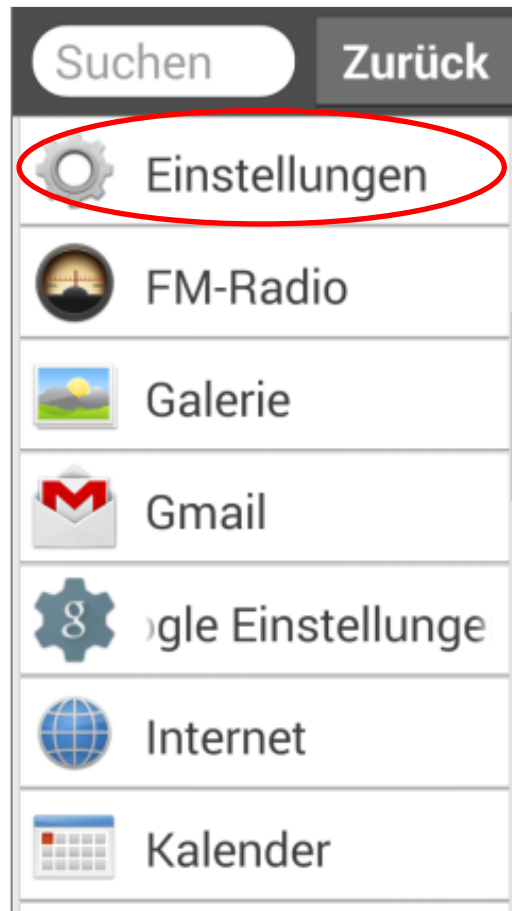 Suchen Zurück
Einstellungen
FM-Radio
Galerie
Gmail
g ogle Einstellunge
Internet
Kalender